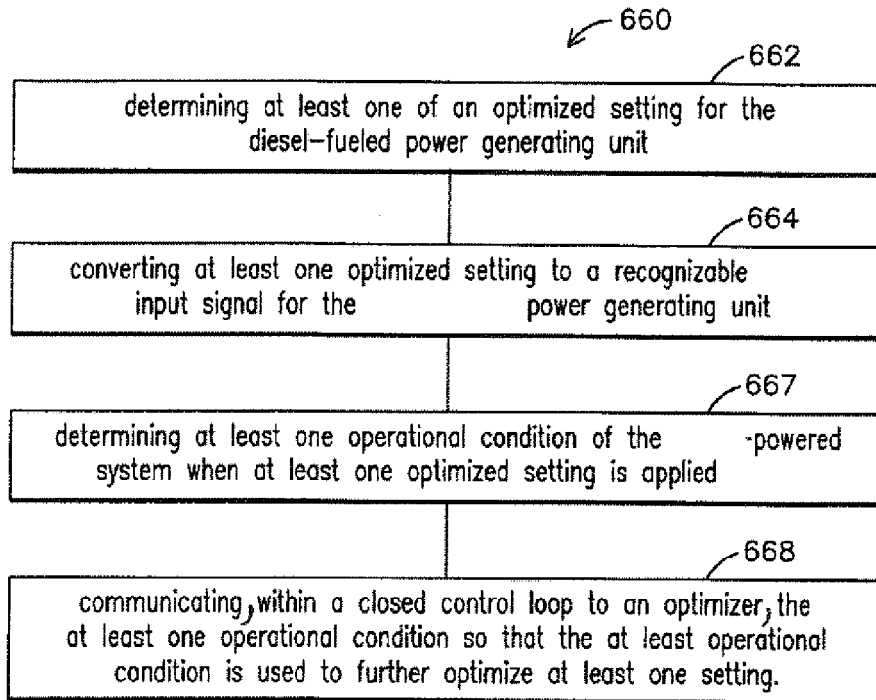 660
662
determining at least one of an optimized setting for the
diesel-fueled power generating unit
664
converting at least one optimized setting to a recognizable
input signal for the power generating unit
667
determining at least one operational condition of the -powered
system when at least one optimized setting is applied
668
communicating, within a closed control loop to an optimizer, the
at least one operational condition so that the at least operational
condition is used to further optimize at least one setting.